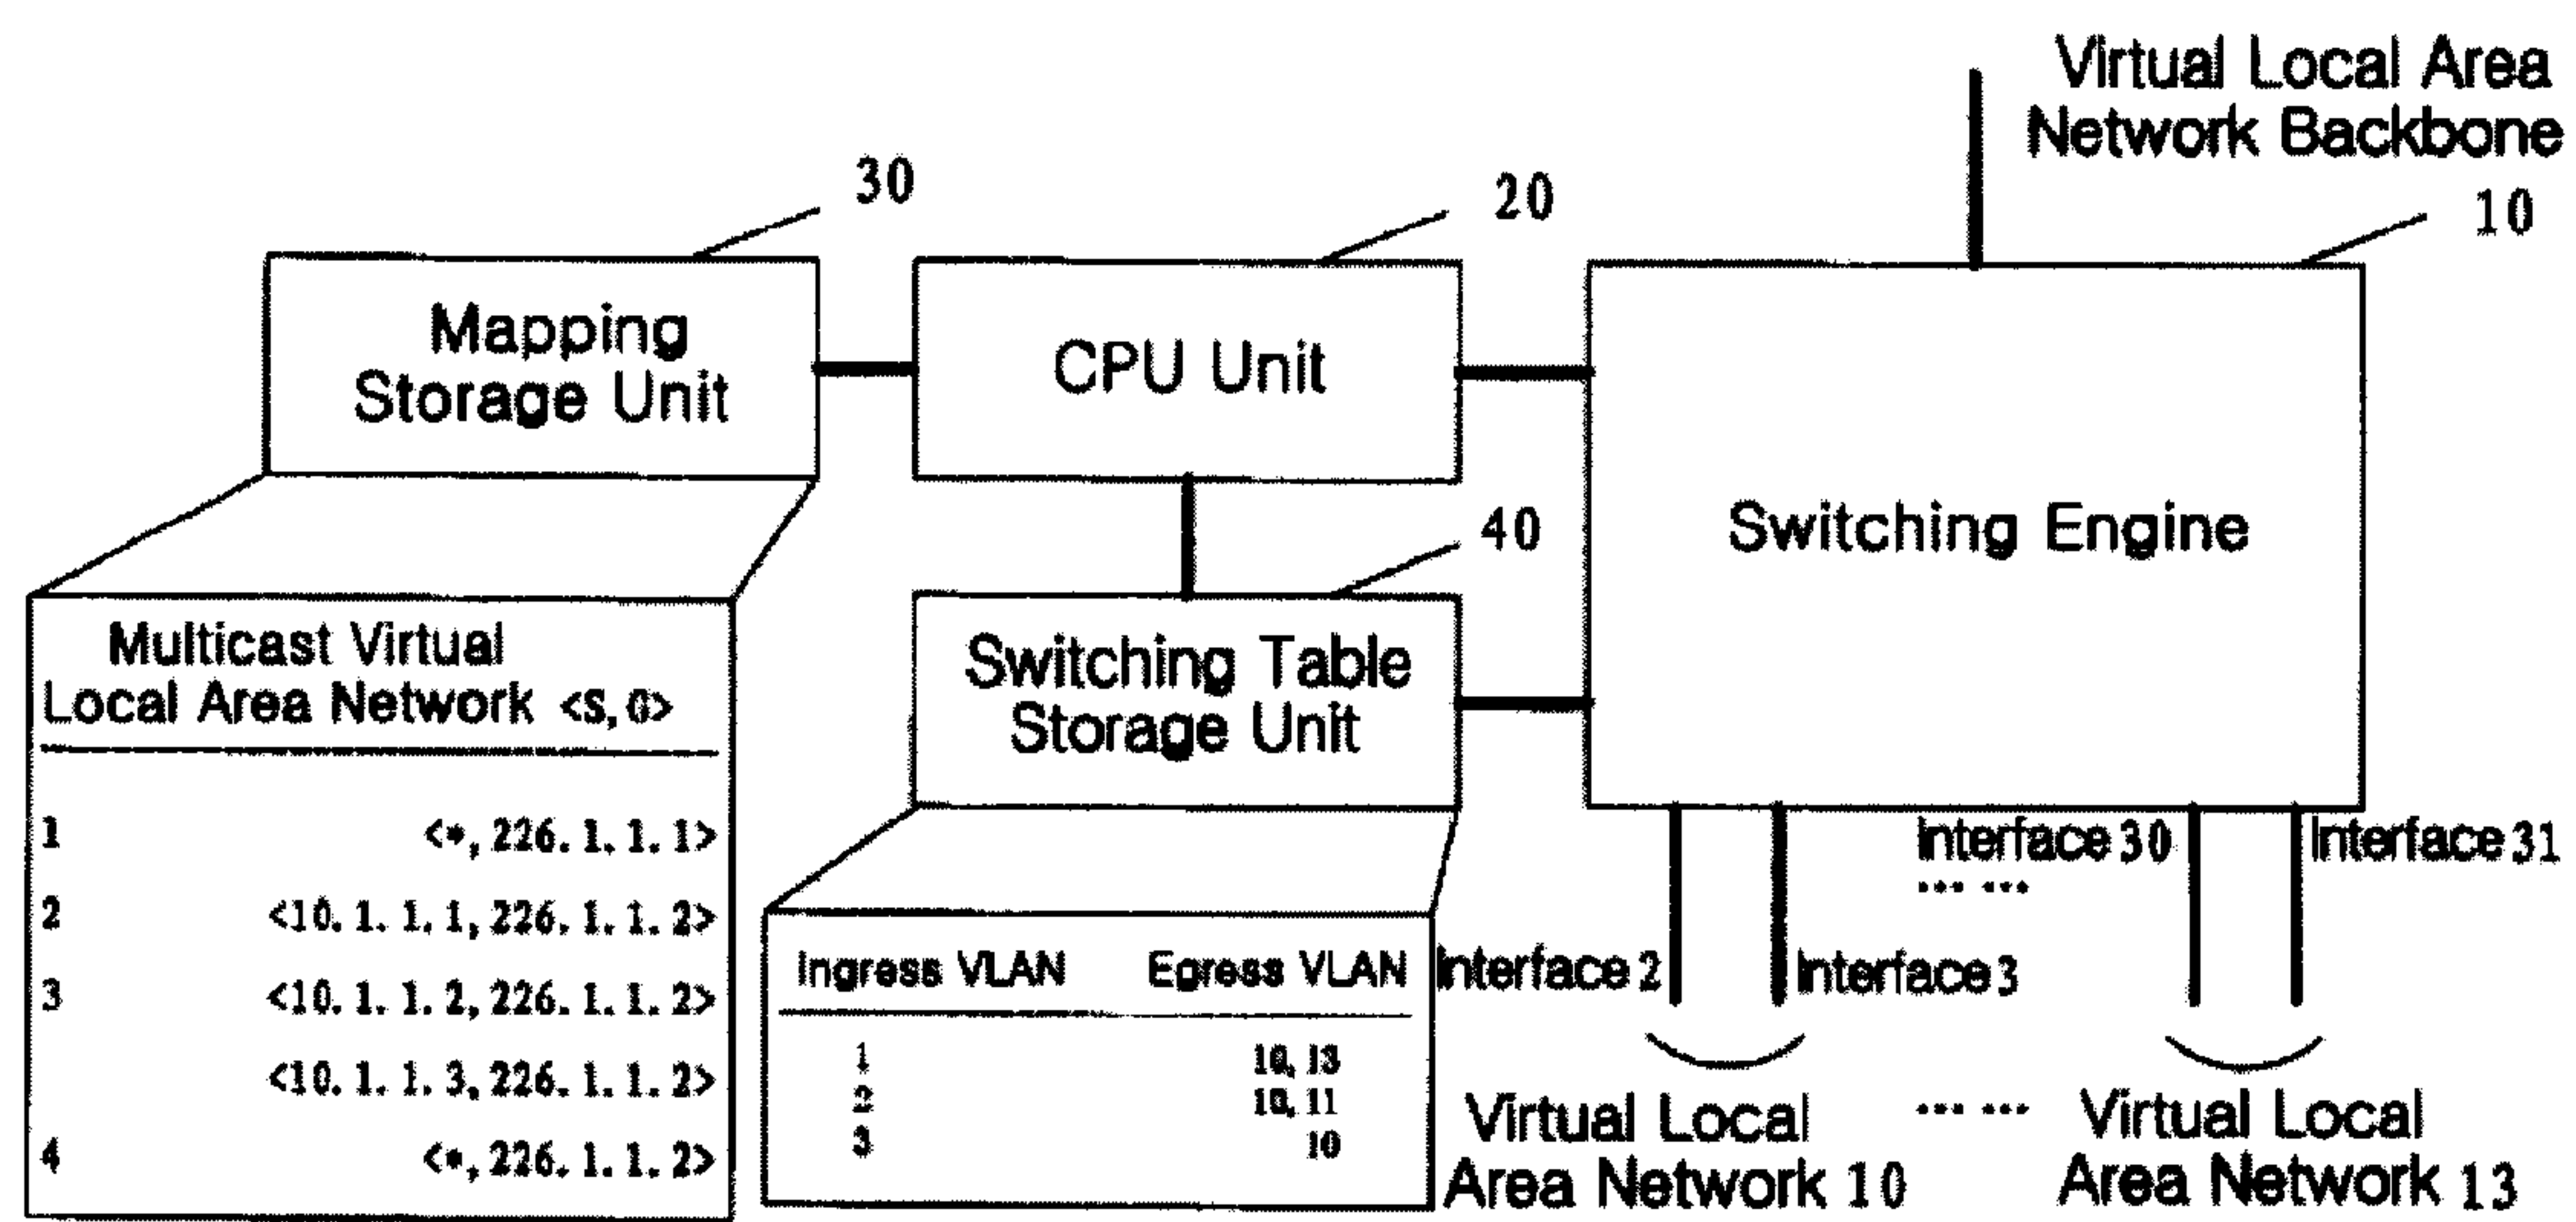 Virtual Local Area
Network Backbone
30
20
10
Mapping
Storage Unit
CPU Unit
Switching Engine
40
Switching Table
Storage Unit
Multicast Virtual
Local Area Network <S,G>
1 <*,226.1.1.1>
2 <10.1.1.1,226.1.1.2>
3 <10.1.1.2,226.1.1.2>
<10.1.1.3,226.1.1.2>
4 <*,226.1.1.2>
Ingress VLAN Egress VLAN
1 10,13
2 10,11
3 10
Interface 2
Interface 3
Interface 30
Interface 31
...... 
Virtual Local
Area Network 10
......
Virtual Local
Area Network 13